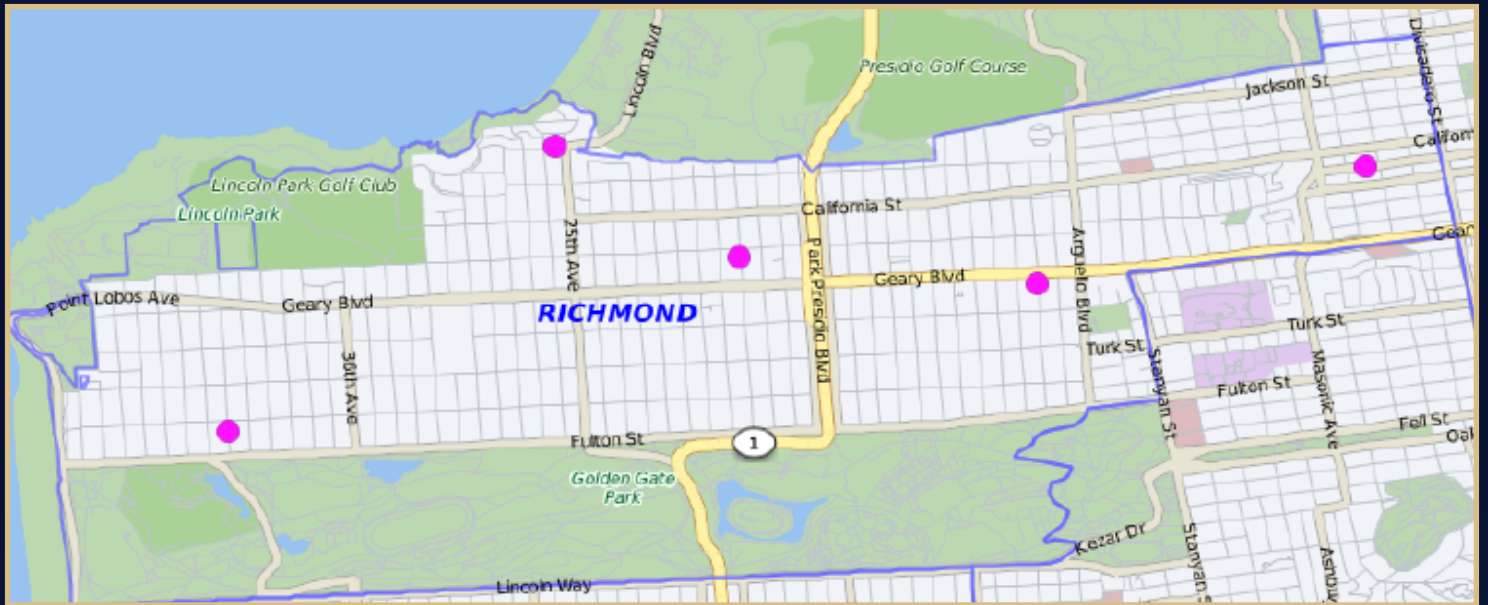 Lincoln Blvd
Presidio Golf Course
Divisadero St
Jackson St
Californ
Lincoln Park Golf Club
Lincoln Park
California St
25th Ave
Park Presidio Blvd
Arguello Blvd
Gear
Point Lobos Ave
Geary Blvd
Geary Blvd
RICHMOND
Turk St
Turk St
36th Ave
Stanyan St
Masonic Ave
Fulton St
Fulton St
1
Fell St
Oak
Golden Gate
Park
Kezar Dr
Stanyan S
Ashbu
Lincoln Way